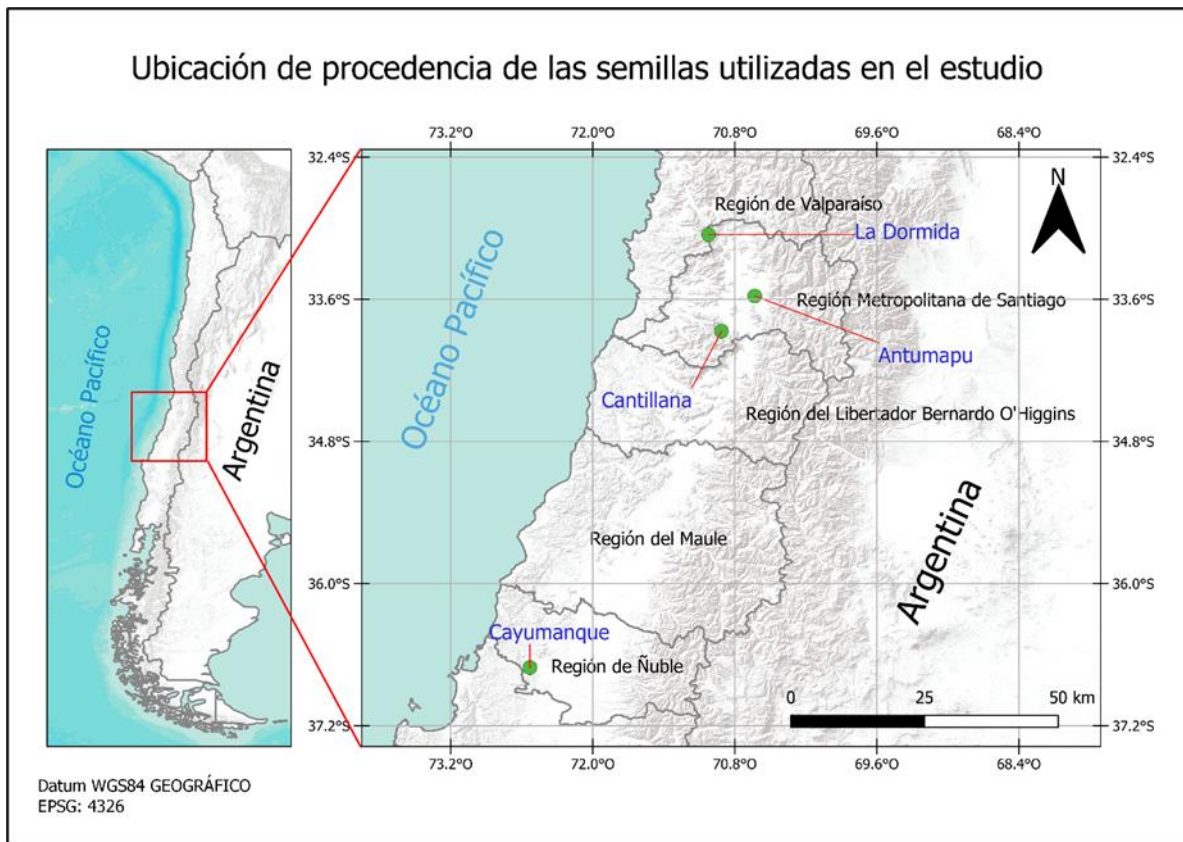 Ubicación de procedencia de las semillas utilizadas en el estudio
Océano Pacífico
Argentina
73.2°O 72.0°O 70.8°O 69.6°O 68.4°O
32.4°S 32.4°S
N
Región de Valparaíso
La Dormida
Océano Pacífico
33.6°S 33.6°S
Región Metropolitana de Santiago
Antumapu
Cantillana
Región del Libertador Bernardo O'Higgins
34.8°S 34.8°S
Región del Maule
Argentina
36.0°S 36.0°S
Cayumanque
Región de Ñuble
0 25 50 km
37.2°S 37.2°S
73.2°O 72.0°O 70.8°O 69.6°O 68.4°O
Datum WGS84 GEOGRÁFICO
EPSG: 4326